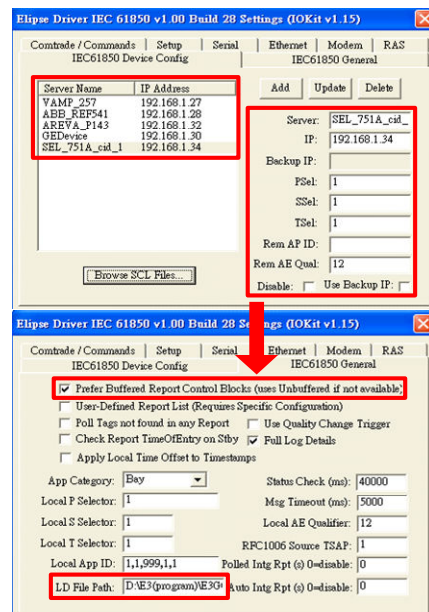 Elipse Driver IEC 61850 v1.00 Build 28 Settings (IOKit v1.15)
Comtrade / Commands | Setup | Serial | Ethernet | Modem | RAS
IEC61850 Device Config | IEC61850 General
Server Name IP Address
VAMP_257 192.168.1.27
ABB_REF541 192.168.1.28
AREVA_P143 192.168.1.32
GEDevice 192.168.1.30
SEL_751A_cid_1 192.168.1.34
Browse SCL Files...
Add Update Delete
Server: SEL_751A_cid_
IP: 192.168.1.34
Backup IP:
PSel: 1
SSel: 1
TSel: 1
Rem AP ID:
Rem AE Qual: 12
Disable: Use Backup IP:
Elipse Driver IEC 61850 v1.00 Build 28 Settings (IOKit v1.15)
Comtrade / Commands | Setup | Serial | Ethernet | Modem | RAS
IEC61850 Device Config | IEC61850 General
Prefer Buffered Report Control Blocks (uses Unbuffered if not available)
User-Defined Report List (Requires Specific Configuration)
Poll Tags not found in any Report Use Quality Change Trigger
Check Report TimeOfEntry on Stby Full Log Details
Apply Local Time Offset to Timestamps
App Category: Bay Status Check (ms): 40000
Local P Selector: 1 Msg Timeout (ms): 5000
Local S Selector: 1 Local AE Qualifier: 12
Local T Selector: 1 RFC1006 Source TSAP: 1
Local App ID: 1,1,999,1,1 Polled Intg Rpt (s) 0=disable: 0
LD File Path: D:\E3(program)\E3G Auto Intg Rpt (s) 0=disable: 0